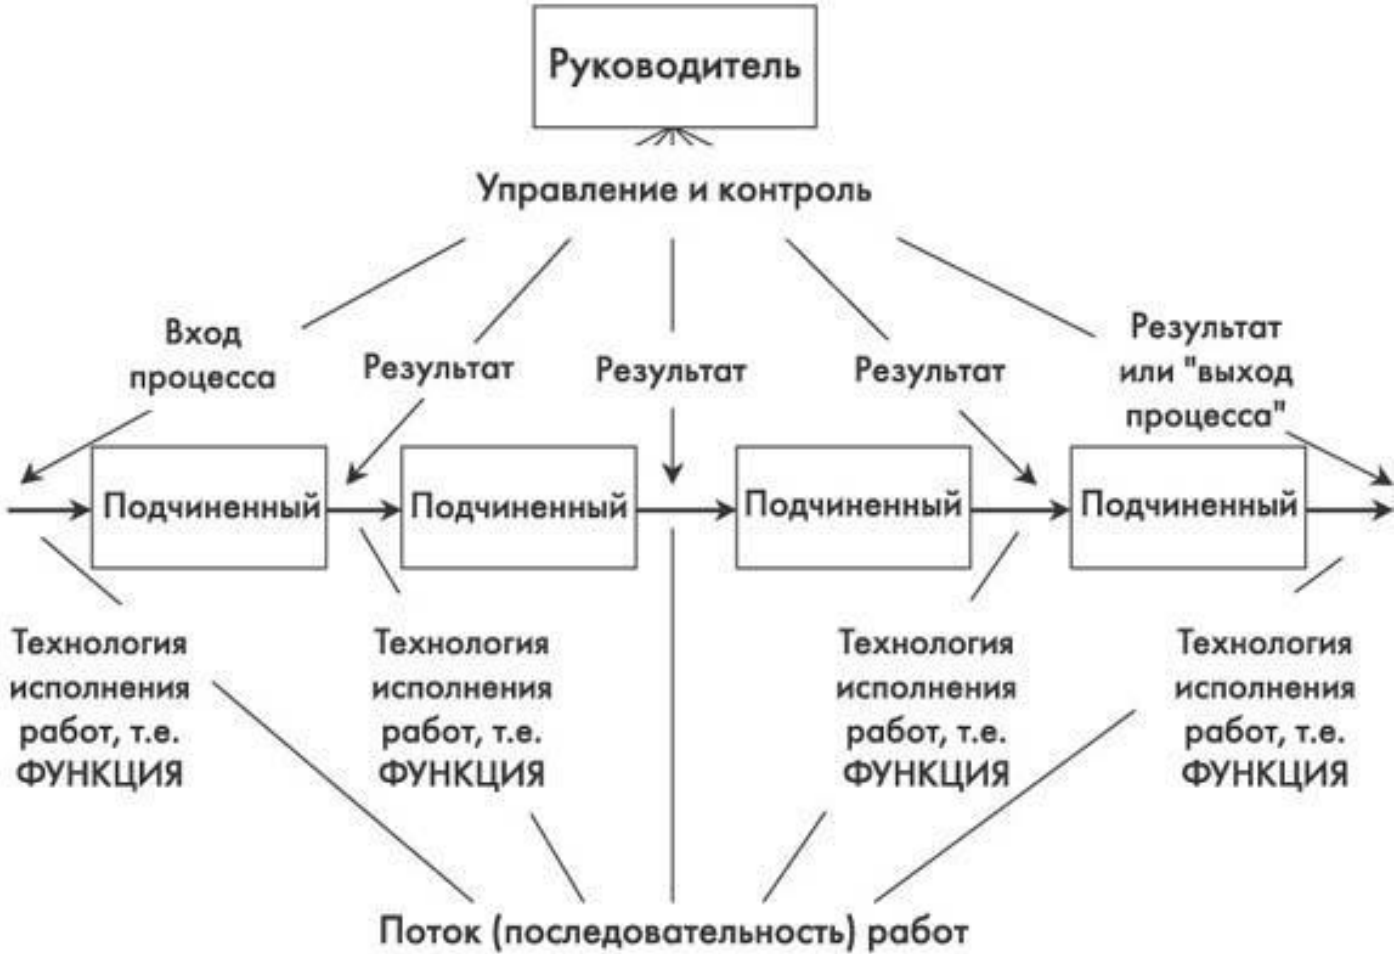 Руководитель
Управление и контроль
Вход
процесса
Результат
Результат
Результат
Результат
или "выход
процесса"
Подчиненный
Подчиненный
Подчиненный
Подчиненный
Технология
исполнения
работ, т.е.
ФУНКЦИЯ
Технология
исполнения
работ, т.е.
ФУНКЦИЯ
Технология
исполнения
работ, т.е.
ФУНКЦИЯ
Технология
исполнения
работ, т.е.
ФУНКЦИЯ
Поток (последовательность) работ